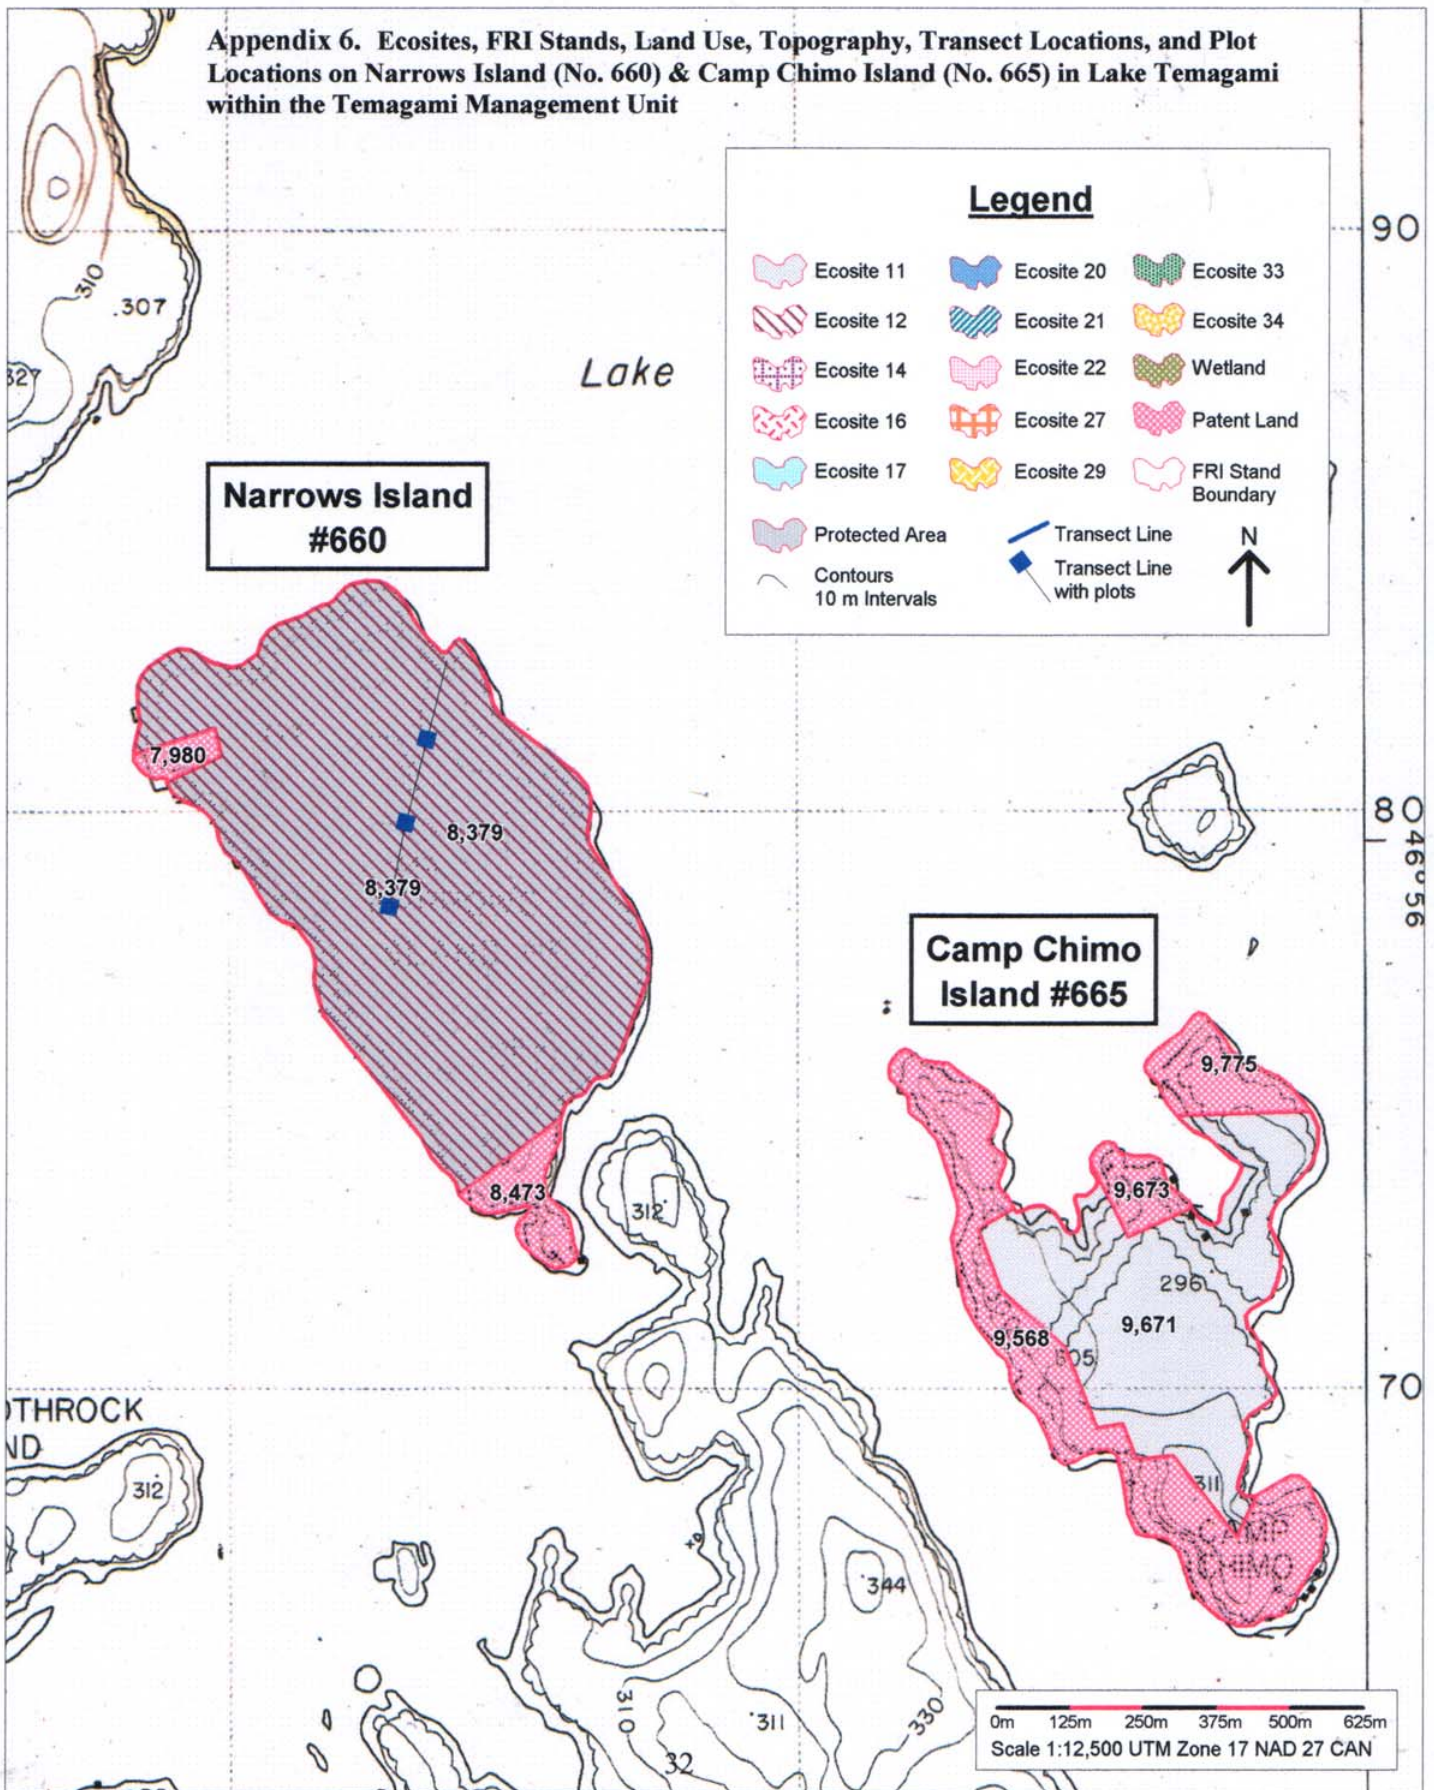 Appendix 6. Ecosites, FRI Stands, Land Use, Topography, Transect Locations, and Plot
Locations on Narrows Island (No. 660) & Camp Chimo Island (No. 665) in Lake Temagami
within the Temagami Management Unit
Legend
Ecosite 11
Ecosite 20
Ecosite 33
Ecosite 12
Ecosite 21
Ecosite 34
Ecosite 14
Ecosite 22
Wetland
Ecosite 16
Ecosite 27
Patent Land
Ecosite 17
Ecosite 29
FRI Stand
Boundary
Protected Area
Transect Line
N
Contours
10 m Intervals
Transect Line
with plots
90
310
.307
327
Lake
Narrows Island
#660
7,980
8,379
8,379
80
46° 56
Camp Chimo
Island #665
9,775
8,473
312
9,673
296
9,671
9,568
305
70
OTHROCK
ND
312
311
CAMP
CHIMO
344
310
311
330
32
0m 125m 250m 375m 500m 625m
Scale 1:12,500 UTM Zone 17 NAD 27 CAN